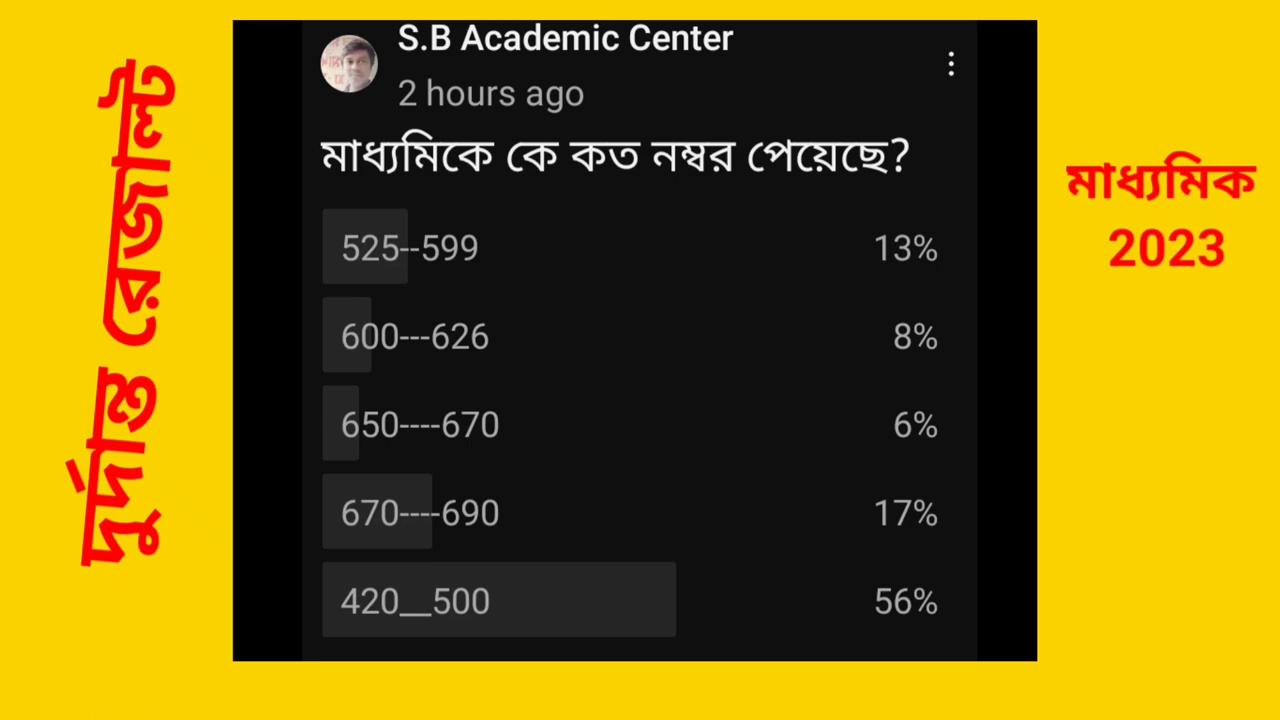 দুর্দান্ত রেজাল্ট
S.B Academic Center
2 hours ago
মাধ্যমিকে কে কত নম্বর পেয়েছে?
525--599 13%
600---626 8%
650----670 6%
670----690 17%
420__500 56%
মাধ্যমিক
2023